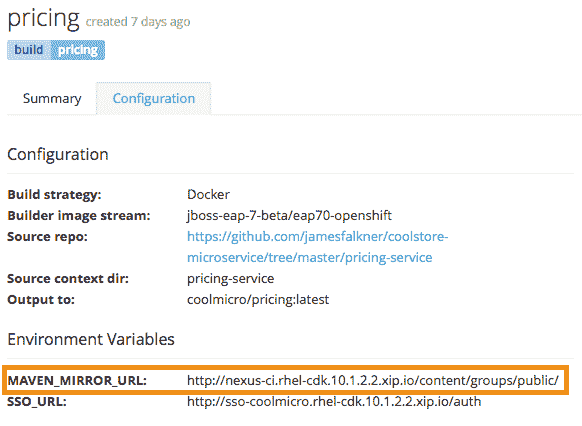 pricing created 7 days ago
build pricing
Summary Configuration
Configuration
Build strategy: Docker
Builder image stream: jboss-eap-7-beta/eap70-openshift
Source repo: https://github.com/jamesfalkner/coolstore-
microservice/tree/master/pricing-service
Source context dir: pricing-service
Output to: coolmicro/pricing:latest
Environment Variables
MAVEN_MIRROR_URL: http://nexus-ci.rhel-cdk.10.1.2.2.xip.io/content/groups/public/
SSO_URL: http://sso-coolmicro.rhel-cdk.10.1.2.2.xip.io/auth